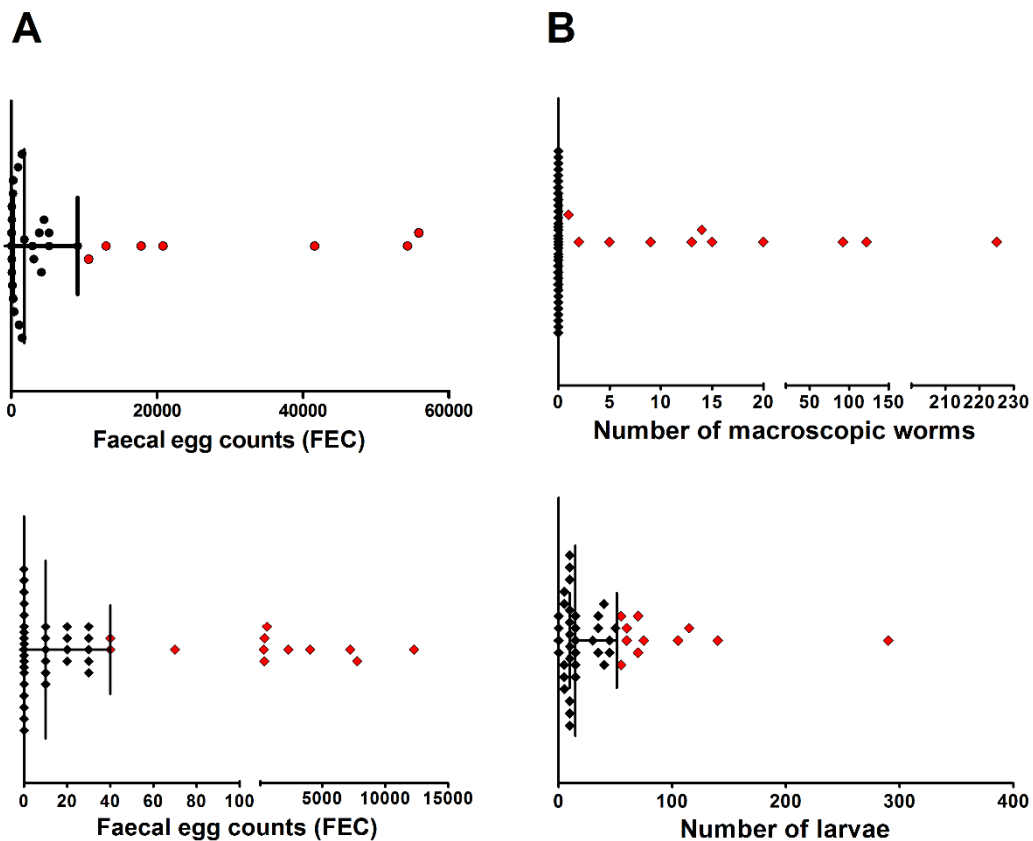 A
B
0 20000 40000 60000
Faecal egg counts (FEC)
0 5 10 15 20 50 100 150 210 220 230
Number of macroscopic worms
0 20 40 60 80 100 5000 10000 15000
Faecal egg counts (FEC)
0 100 200 300 400
Number of larvae